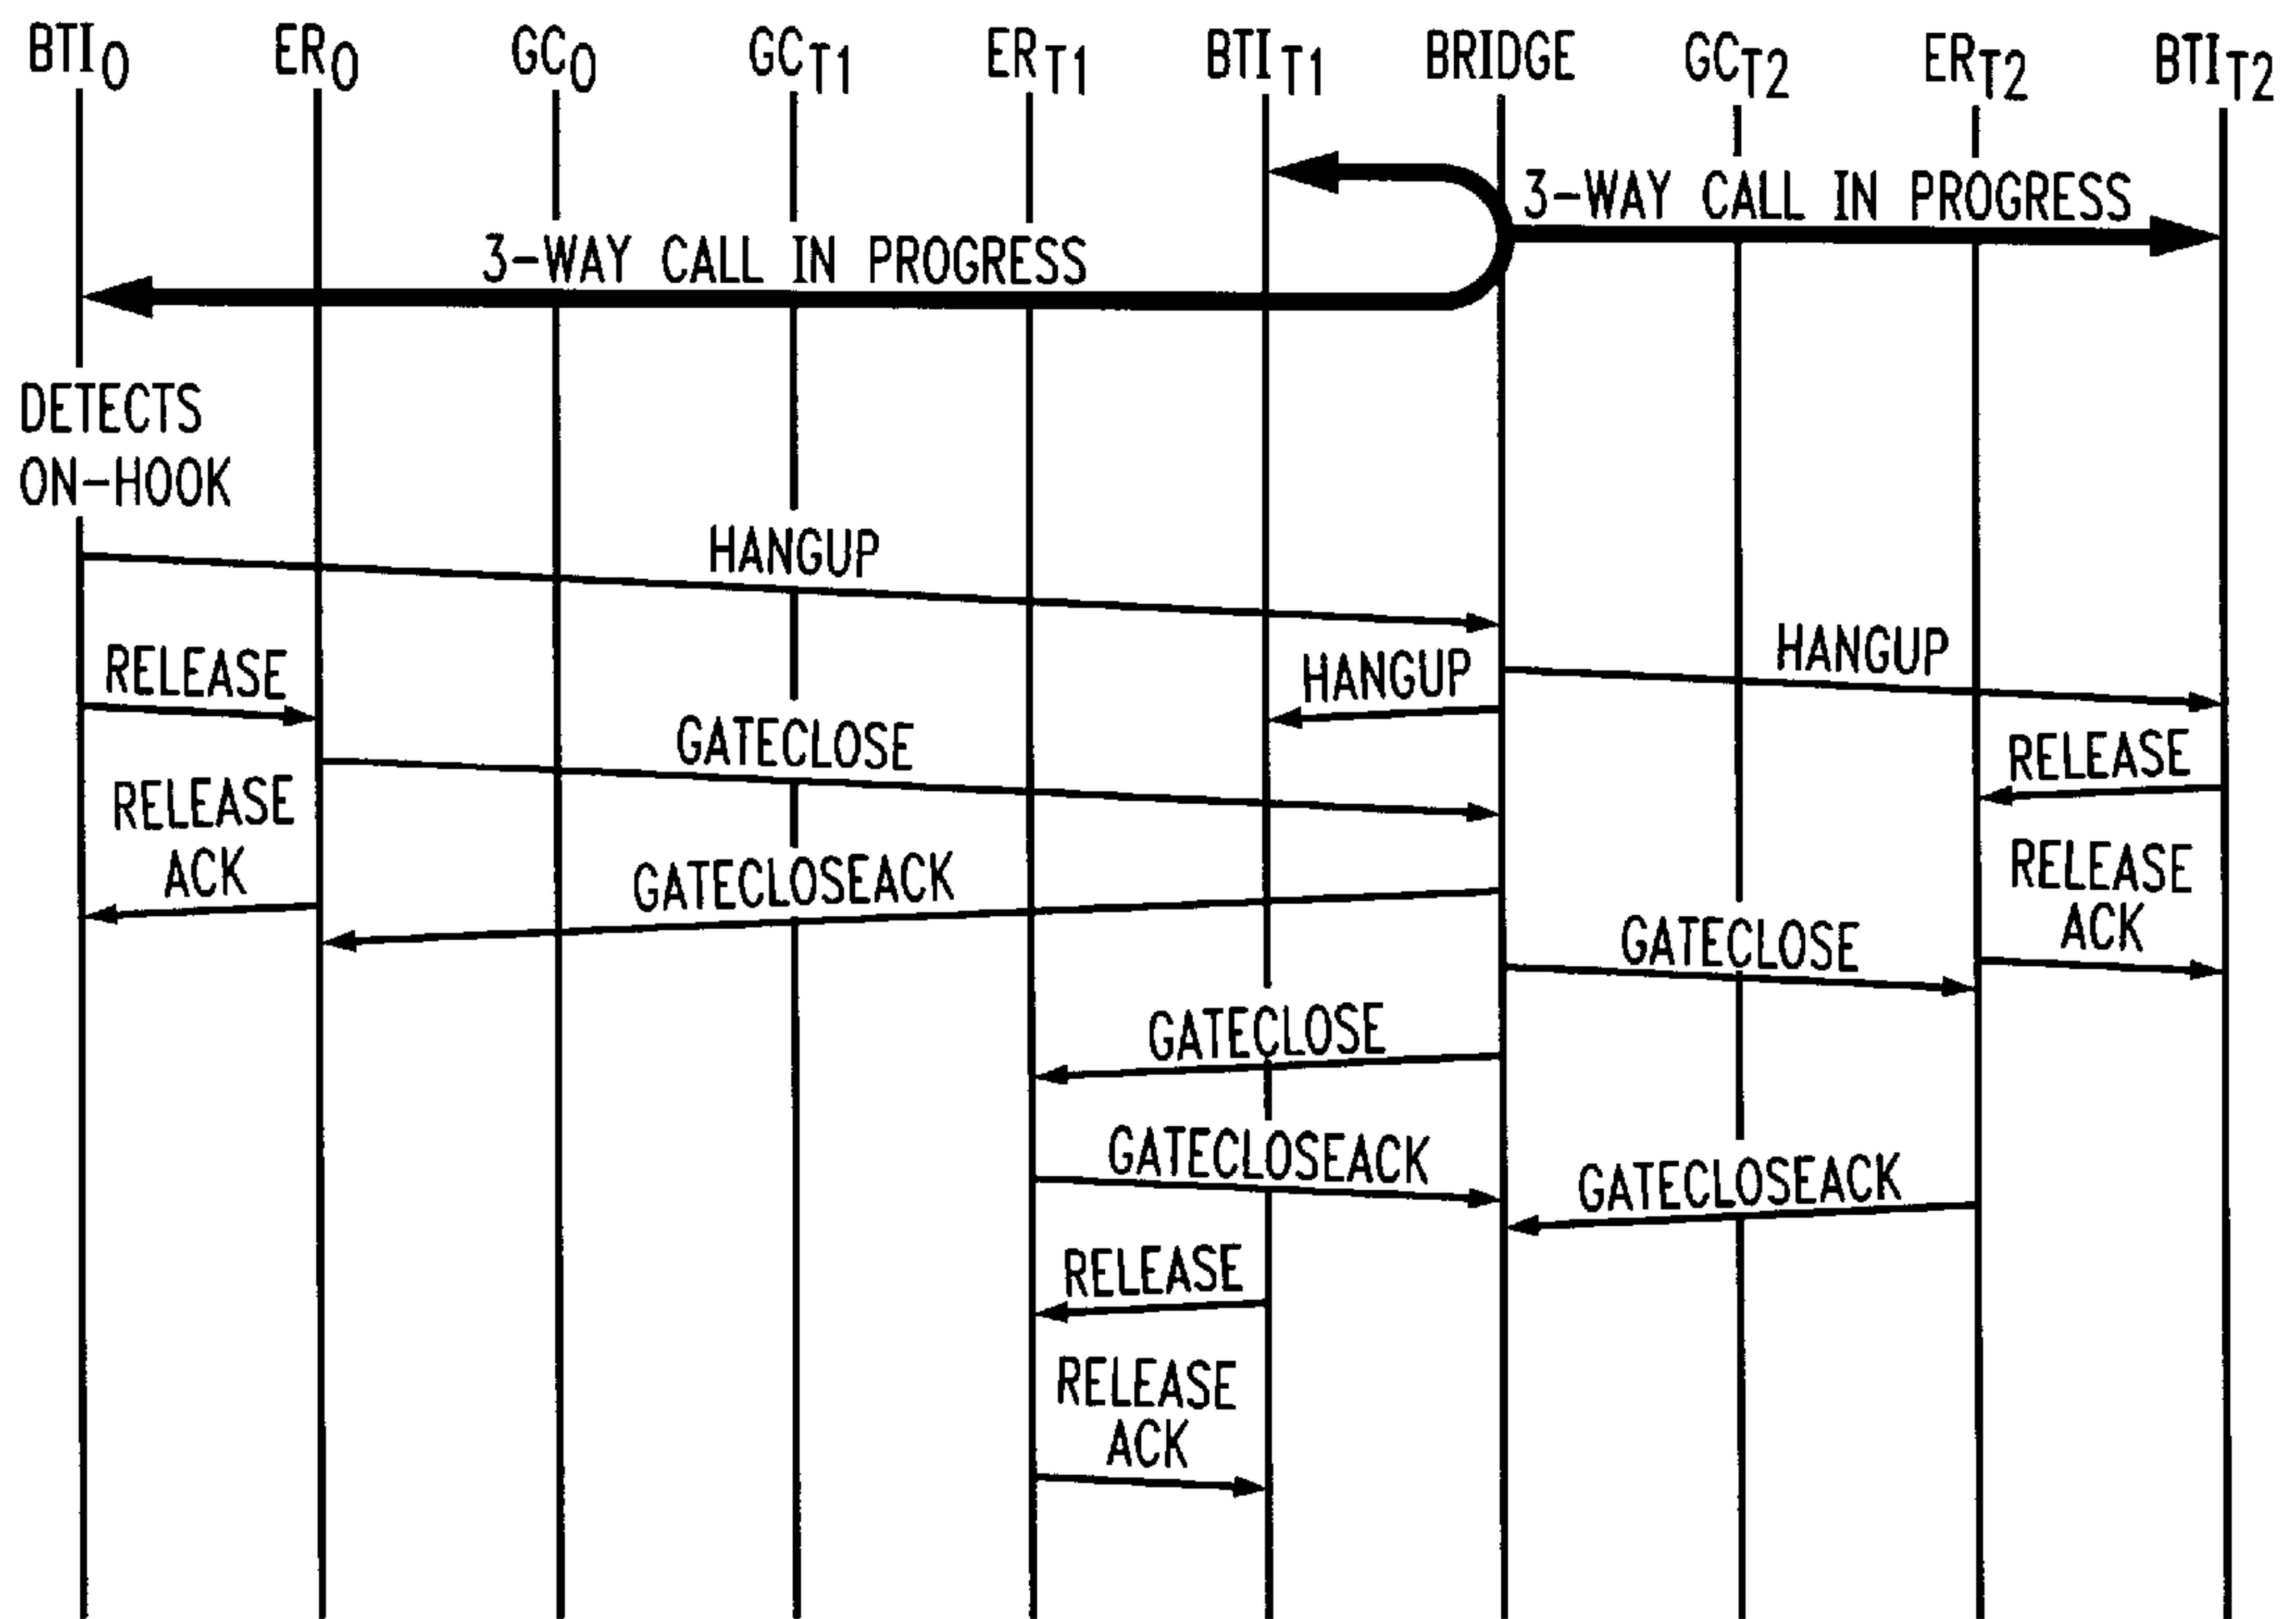 BTIO ERO GCO GCT1 ERT1 BTIT1 BRIDGE GCT2 ERT2 BTIT2
3-WAY CALL IN PROGRESS
3-WAY CALL IN PROGRESS
DETECTS
ON-HOOK
HANGUP
HANGUP
RELEASE
HANGUP
GATECLOSE
RELEASE
RELEASE
ACK
GATECLOSEACK
RELEASE
ACK
GATECLOSE
GATECLOSE
GATECLOSEACK
GATECLOSEACK
RELEASE
RELEASE
ACK